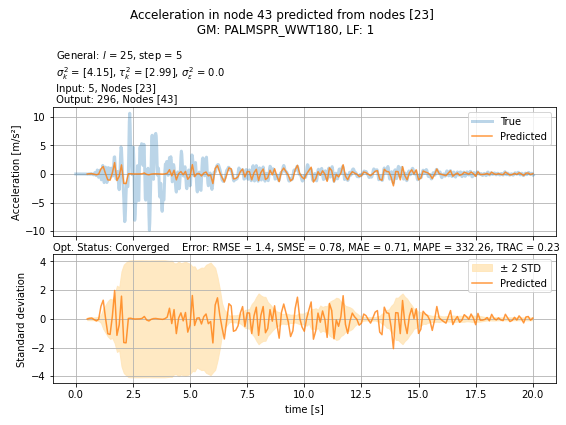 Acceleration in node 43 predicted from nodes [23]
GM: PALMSPR_WWT180, LF: 1
General: l = 25, step = 5
σ²ₖ = [4.15], τ²ₖ = [2.99], σ²ε = 0.0
Input: 5, Nodes [23]
Output: 296, Nodes [43]
Acceleration [m/s²]
10
5
0
−5
−10
True
Predicted
Opt. Status: Converged Error: RMSE = 1.4, SMSE = 0.78, MAE = 0.71, MAPE = 332.26, TRAC = 0.23
Standard deviation
4
2
0
−2
−4
± 2 STD
Predicted
0.0 2.5 5.0 7.5 10.0 12.5 15.0 17.5 20.0
time [s]